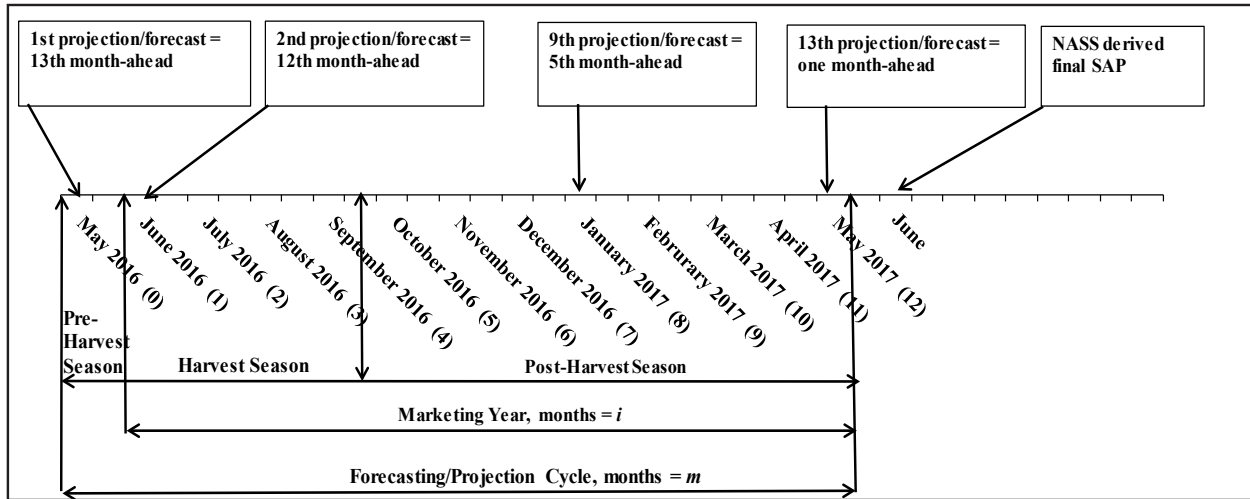 1st projection/forecast =
13th month-ahead
2nd projection/forecast =
12th month-ahead
9th projection/forecast =
5th month-ahead
13th projection/forecast =
one month-ahead
NASS derived
final SAP
May 2016 (0)
June 2016 (1)
July 2016 (2)
August 2016 (3)
September 2016 (4)
October 2016 (5)
November 2016 (6)
December 2016 (7)
January 2017 (8)
Februrary 2017 (9)
March 2017 (10)
April 2017 (11)
May 2017 (12)
June
Pre-
Harvest
Season
Harvest Season
Post-Harvest Season
Marketing Year, months = i
Forecasting/Projection Cycle, months = m